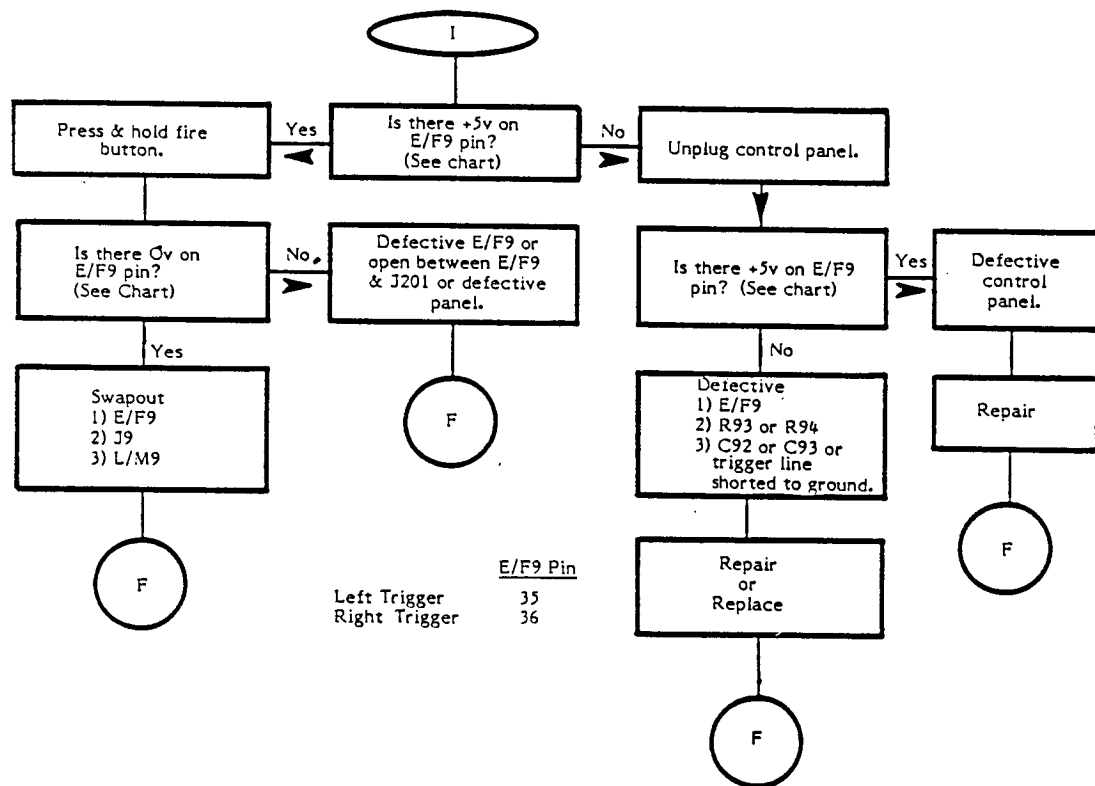 I
Is there +5v on
E/F9 pin?
(See chart)
Yes
No
Press & hold fire
button.
Unplug control panel.
Is there 0v on
E/F9 pin?
(See Chart)
No.
Defective E/F9 or
open between E/F9
& J201 or defective
panel.
Is there +5v on E/F9
pin? (See chart)
Yes
Defective
control
panel.
Yes
No
Swapout
1) E/F9
2) J9
3) L/M9
F
Defective
1) E/F9
2) R93 or R94
3) C92 or C93 or
trigger line
shorted to ground.
Repair
F
F
E/F9 Pin
Left Trigger 35
Right Trigger 36
Repair
or
Replace
F